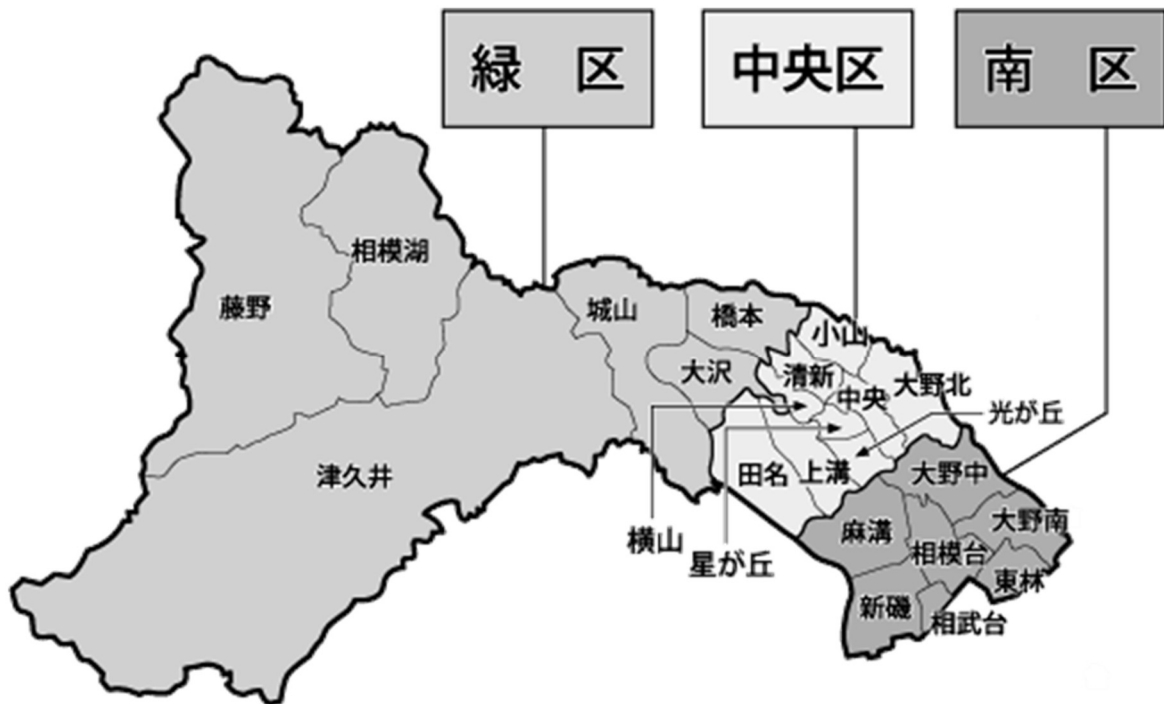 緑 区
中央区
南 区
相模湖
藤野
城山
橋本
小山
大沢
清新
中央
大野北
光が丘
津久井
田名
上溝
大野中
横山
星が丘
麻溝
相模台
大野南
東林
新磯
相武台